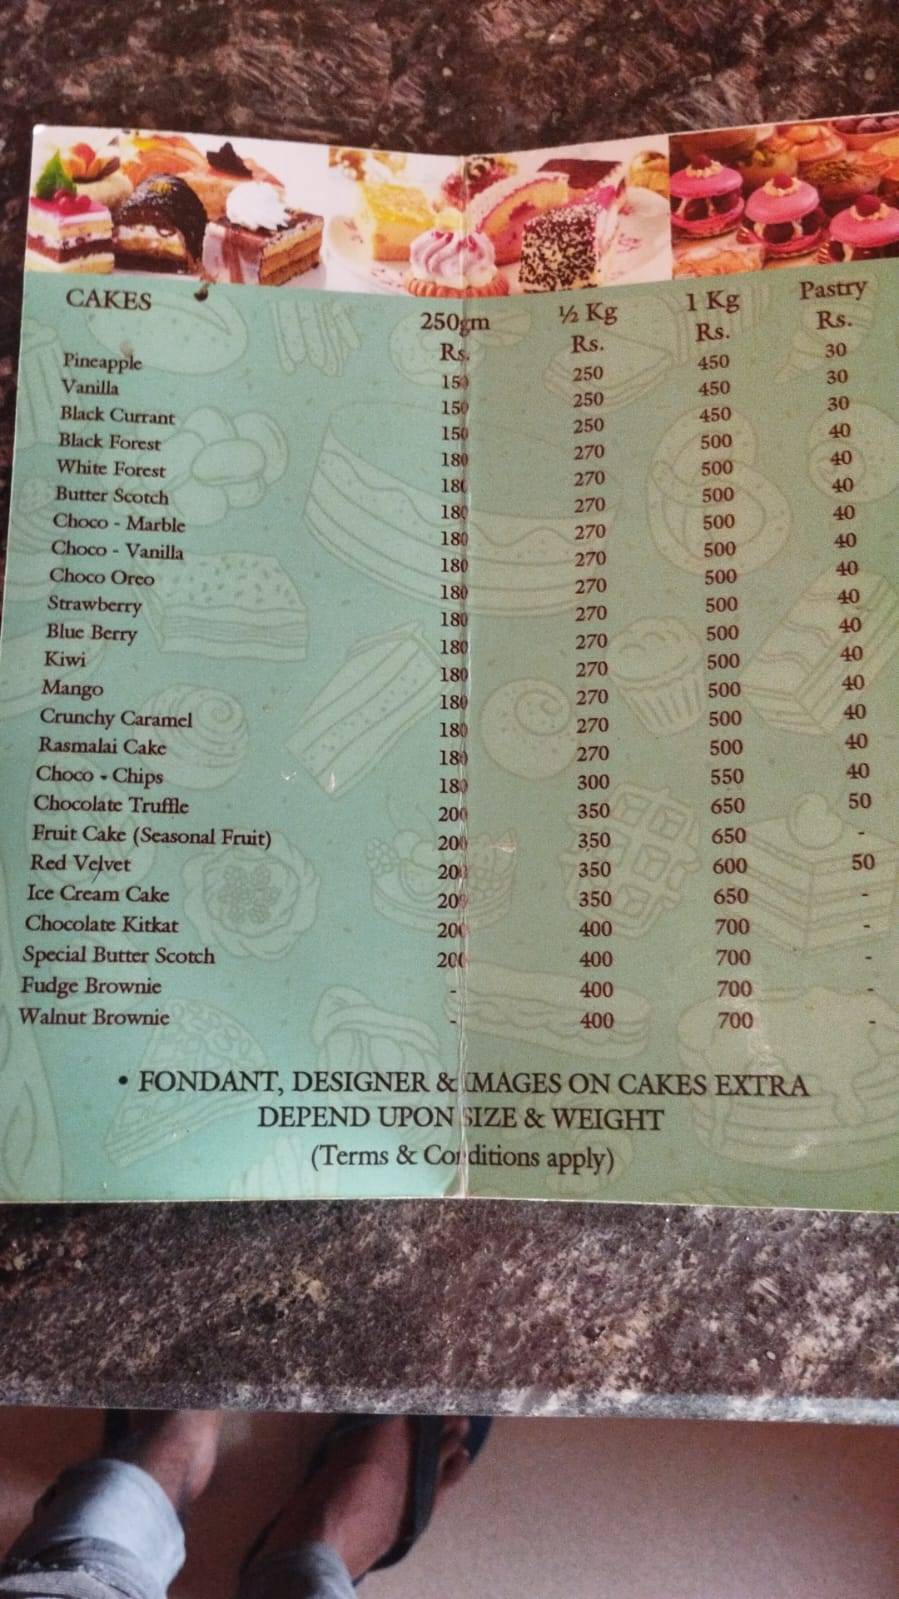 CAKES 250gm ½ Kg 1 Kg Pastry
Rs. Rs. Rs. Rs.
Pineapple 150 250 450 30
Vanilla 150 250 450 30
Black Currant 150 250 450 30
Black Forest 180 270 500 40
White Forest 180 270 500 40
Butter Scotch 180 270 500 40
Choco - Marble 180 270 500 40
Choco - Vanilla 180 270 500 40
Choco Oreo 180 270 500 40
Strawberry 180 270 500 40
Blue Berry 180 270 500 40
Kiwi 180 270 500 40
Mango 180 270 500 40
Crunchy Caramel 180 270 500 40
Rasmalai Cake 180 270 500 40
Choco - Chips 180 300 550 40
Chocolate Truffle 200 350 650 50
Fruit Cake (Seasonal Fruit) 200 350 650 -
Red Velvet 200 350 600 50
Ice Cream Cake 200 350 650 -
Chocolate Kitkat 200 400 700 -
Special Butter Scotch 200 400 700 -
Fudge Brownie - 400 700 -
Walnut Brownie - 400 700 -
• FONDANT, DESIGNER & IMAGES ON CAKES EXTRA
DEPEND UPON SIZE & WEIGHT
(Terms & Conditions apply)